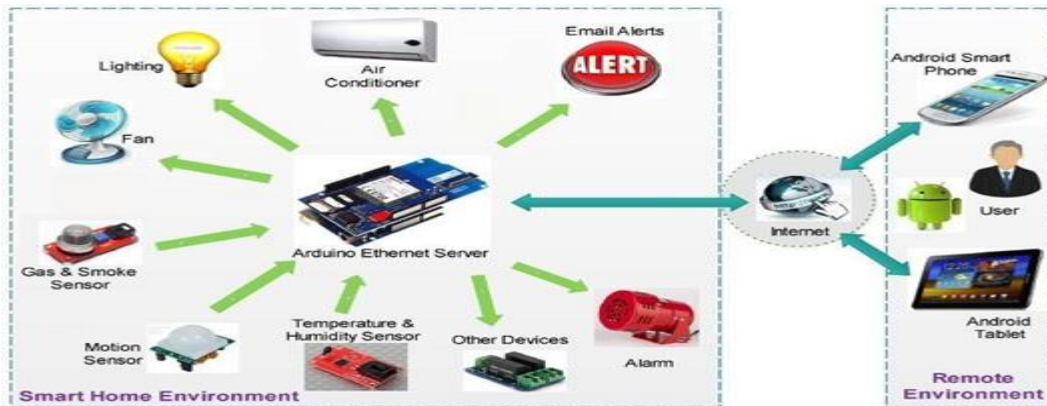 Lighting
Air
Conditioner
Email Alerts
ALERT
Android Smart
Phone
Fan
User
Internet
Arduino Ethernet Server
Gas & Smoke
Sensor
Motion
Sensor
Temperature &
Humidity Sensor
Other Devices
Alarm
Android
Tablet
Smart Home Environment
Remote
Environment